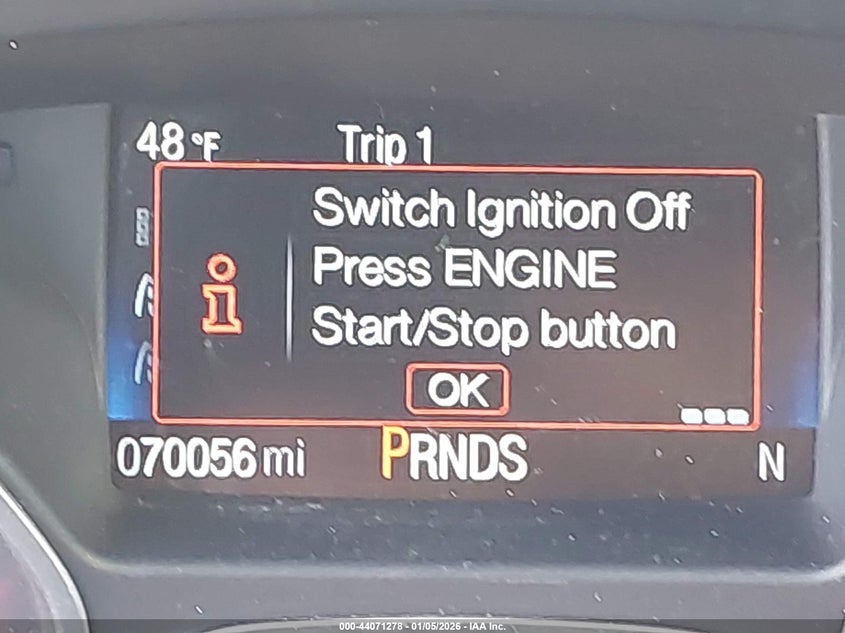 48 °F Trip 1
Switch Ignition Off
Press ENGINE
Start/Stop button
OK
070056 mi PRNDS N
000-44071278 - 01/05/2026 - IAA Inc.